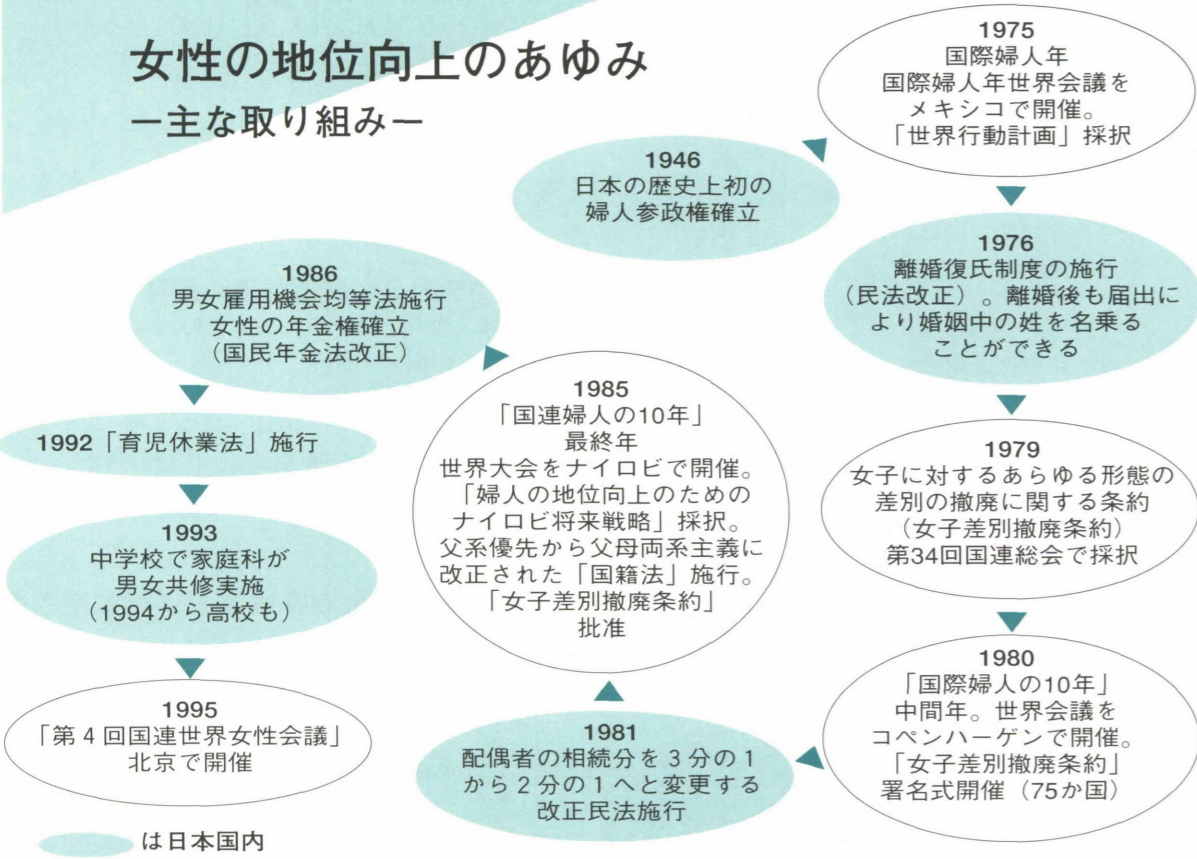 女性の地位向上のあゆみ
ー主な取り組みー
1946
日本の歴史上初の
婦人参政権確立
1975
国際婦人年
国際婦人年世界会議を
メキシコで開催。
「世界行動計画」採択
1976
離婚復氏制度の施行
(民法改正)。離婚後も届出に
より婚姻中の姓を名乗る
ことができる
1979
女子に対するあらゆる形態の
差別の撤廃に関する条約
(女子差別撤廃条約)
第34回国連総会で採択
1980
「国際婦人の10年」
中間年。世界会議を
コペンハーゲンで開催。
「女子差別撤廃条約」
署名式開催(75か国)
1981
配偶者の相続分を3分の1
から2分の1へと変更する
改正民法施行
1985
「国連婦人の10年」
最終年
世界大会をナイロビで開催。
「婦人の地位向上のための
ナイロビ将来戦略」採択。
父系優先から父母両系主義に
改正された「国籍法」施行。
「女子差別撤廃条約」
批准
1986
男女雇用機会均等法施行
女性の年金権確立
(国民年金法改正)
1992「育児休業法」施行
1993
中学校で家庭科が
男女共修実施
(1994から高校も)
1995
「第4回国連世界女性会議」
北京で開催
は日本国内